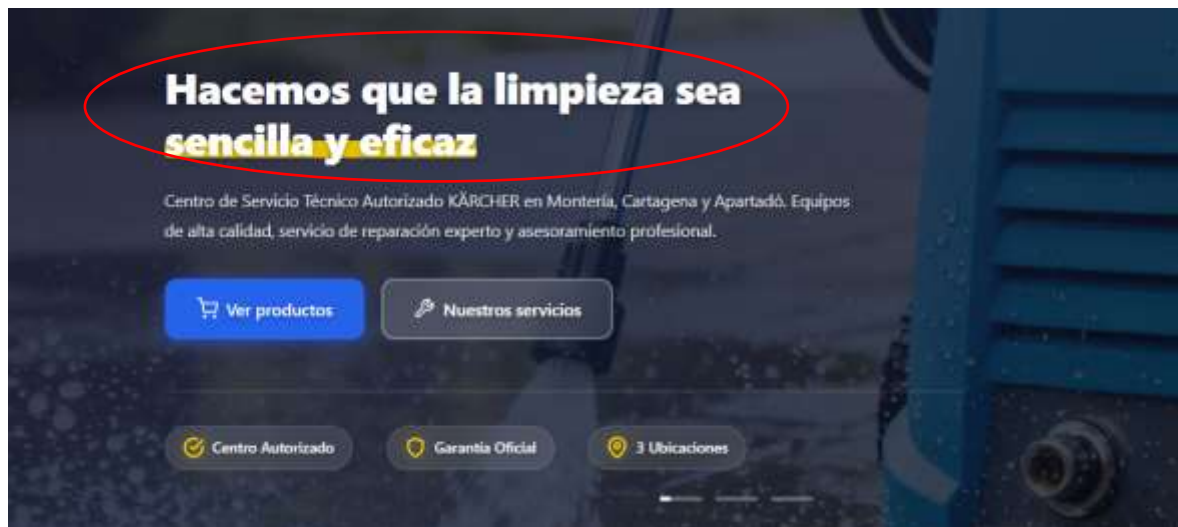 Hacemos que la limpieza sea
sencilla y eficaz
Centro de Servicio Técnico Autorizado KÄRCHER en Montería, Cartagena y Apartadó. Equipos
de alta calidad, servicio de reparación experto y asesoramiento profesional.
Ver productos
Nuestros servicios
Centro Autorizado
Garantía Oficial
3 Ubicaciones